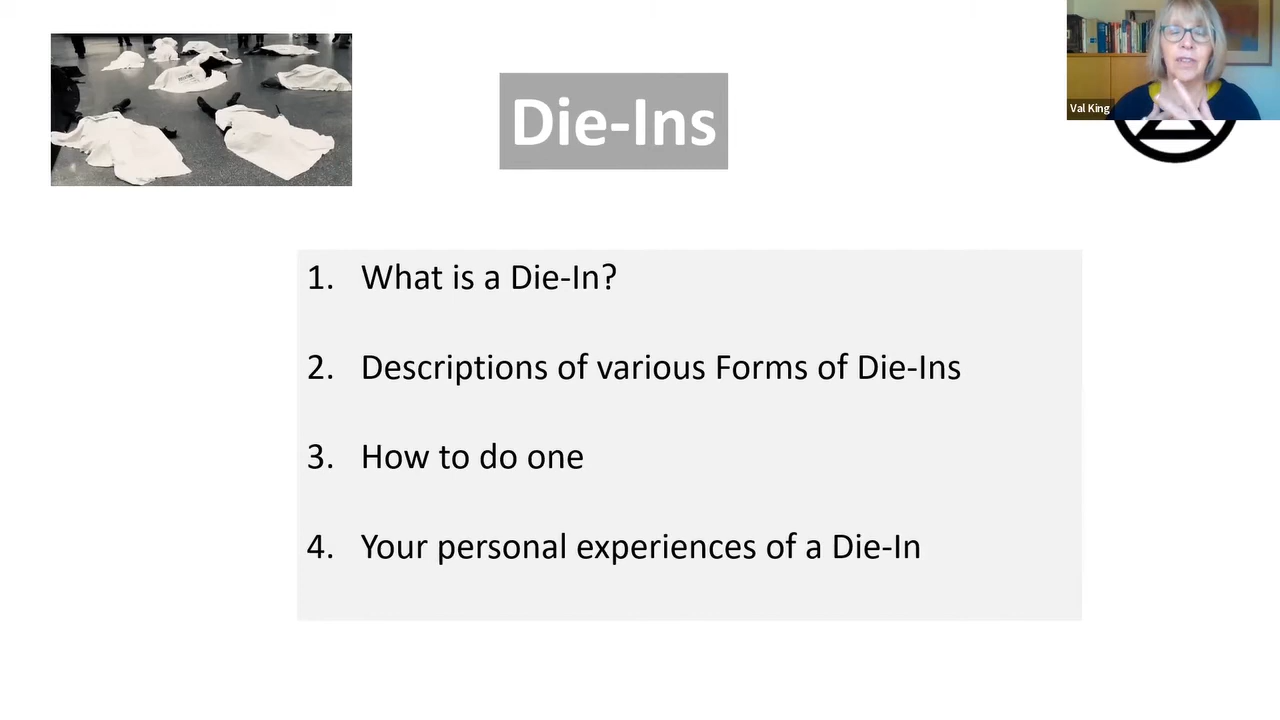 Die-Ins
Val King
1. What is a Die-In?
2. Descriptions of various Forms of Die-Ins
3. How to do one
4. Your personal experiences of a Die-In